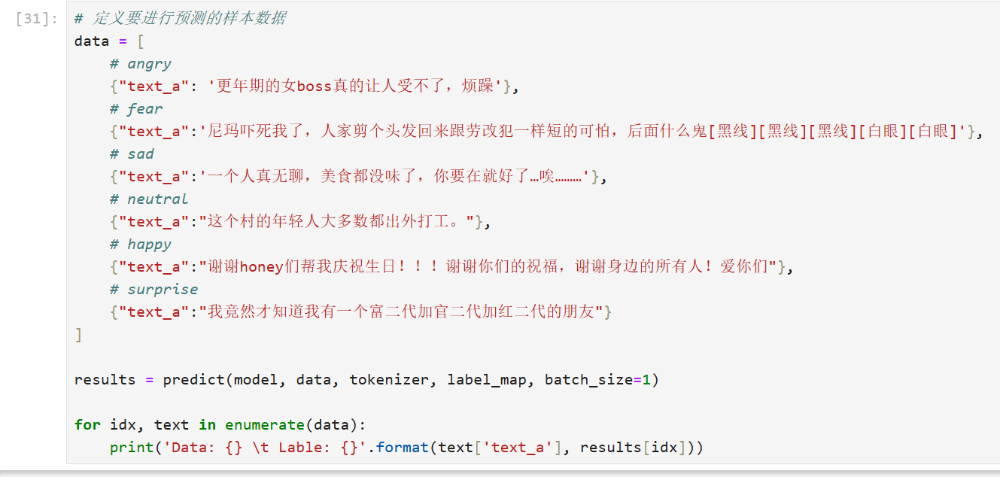 [31]:
# 定义要进行预测的样本数据
data = [
    # angry
    {"text_a": '更年期的女boss真的让人受不了，烦躁'},
    # fear
    {"text_a":'尼玛吓死我了，人家剪个头发回来跟劳改犯一样短的可怕，后面什么鬼[黑线][黑线][黑线][白眼][白眼]'},
    # sad
    {"text_a":'一个人真无聊，美食都没味了，你要在就好了…唉………'},
    # neutral
    {"text_a":"这个村的年轻人大多数都出外打工。"},
    # happy
    {"text_a":"谢谢honey们帮我庆祝生日！！！谢谢你们的祝福，谢谢身边的所有人！爱你们"},
    # surprise
    {"text_a":"我竟然才知道我有一个富二代加官二代加红二代的朋友"}
]
results = predict(model, data, tokenizer, label_map, batch_size=1)
for idx, text in enumerate(data):
    print('Data: {} \t Lable: {}'.format(text['text_a'], results[idx]))